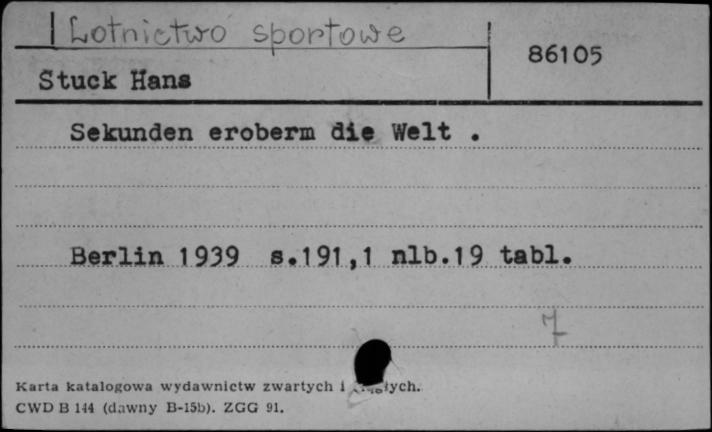 Lotnictwo sportowe
86105
Stuck Hans
Sekunden eroberm die Welt .
Berlin 1939 s.191,1 nlb.19 tabl.
7
Karta katalogowa wydawnictw zwartych i
CWD B 144 (dawny B-15b). ZGG 91.